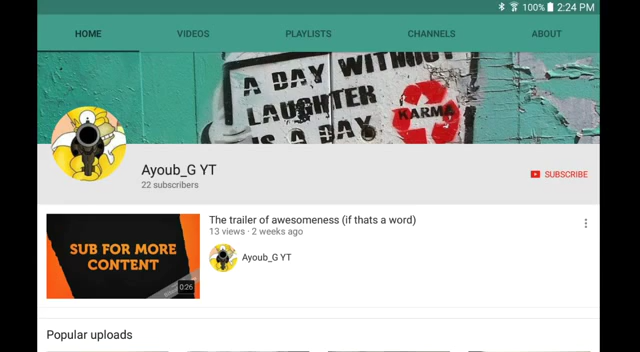 100% 2:24 PM
HOME VIDEOS PLAYLISTS CHANNELS ABOUT
A DAY WITHOUT
LAUGHTER
IS A DAY
KARMA
Ayoub_G YT
22 subscribers
SUBSCRIBE
SUB FOR MORE
CONTENT
0:26
The trailer of awesomeness (if thats a word)
13 views · 2 weeks ago
Ayoub_G YT
Popular uploads